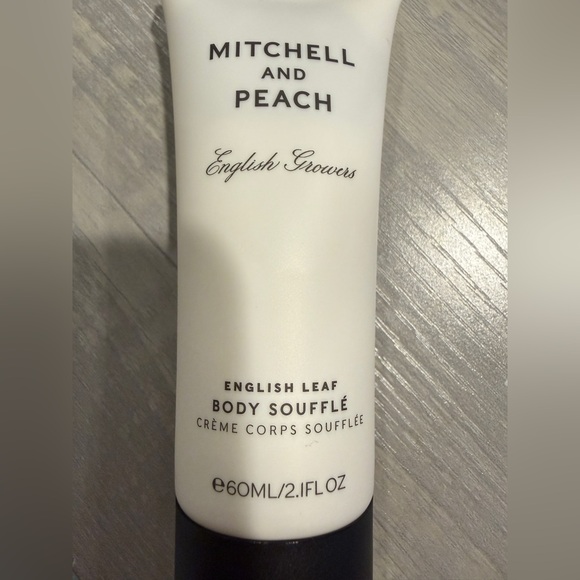 MITCHELL
AND
PEACH
English Growers
ENGLISH LEAF
BODY SOUFFLÉ
CRÈME CORPS SOUFFLÉE
℮60ML/2.1FL OZ